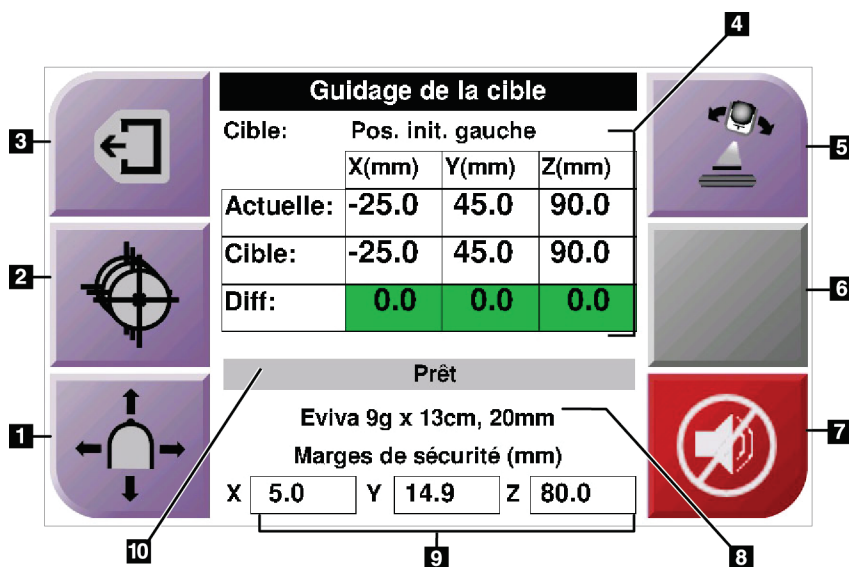 4
Guidage de la cible
3
Cible: Pos. init. gauche
5
X(mm) Y(mm) Z(mm)
Actuelle: -25.0 45.0 90.0
2
Cible: -25.0 45.0 90.0
6
Diff: 0.0 0.0 0.0
Prêt
1
Eviva 9g x 13cm, 20mm
7
Marges de sécurité (mm)
X 5.0 Y 14.9 Z 80.0
10
9
8